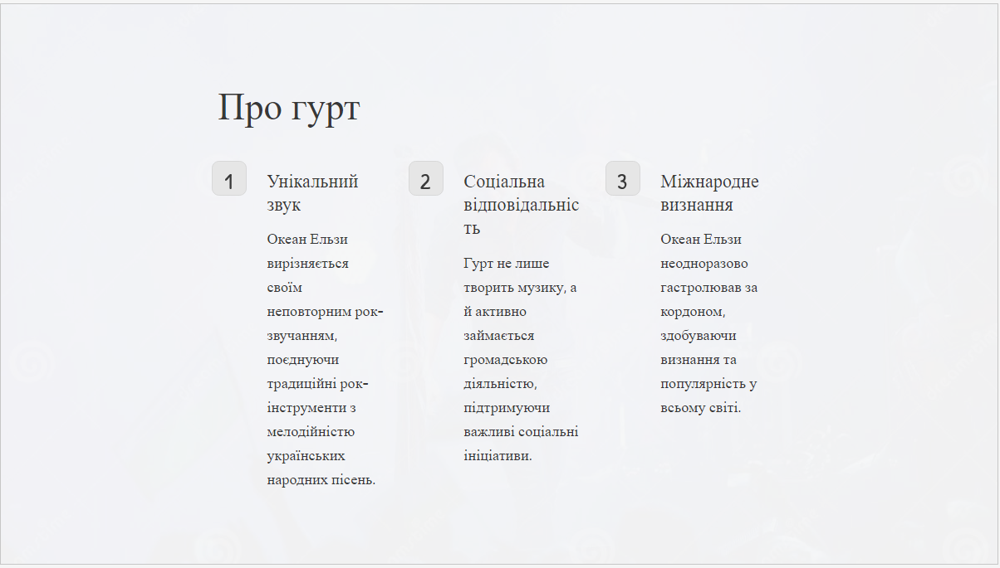 Про гурт
1
Унікальний
звук
Океан Ельзи
вирізняється
своїм
неповторним рок-
звучанням,
поєднуючи
традиційні рок-
інструменти з
мелодійністю
українських
народних пісень.
2
Соціальна
відповідальніс
ть
Гурт не лише
творить музику, а
й активно
займається
громадською
діяльністю,
підтримуючи
важливі соціальні
ініціативи.
3
Міжнародне
визнання
Океан Ельзи
неодноразово
гастролював за
кордоном,
здобуваючи
визнання та
популярність у
всьому світі.